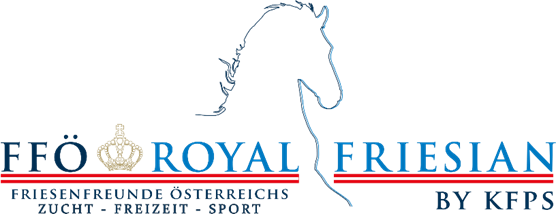 FFÖ ROYAL FRIESIAN
FRIESENFREUNDE ÖSTERREICHS
ZUCHT - FREIZEIT - SPORT
BY KFPS